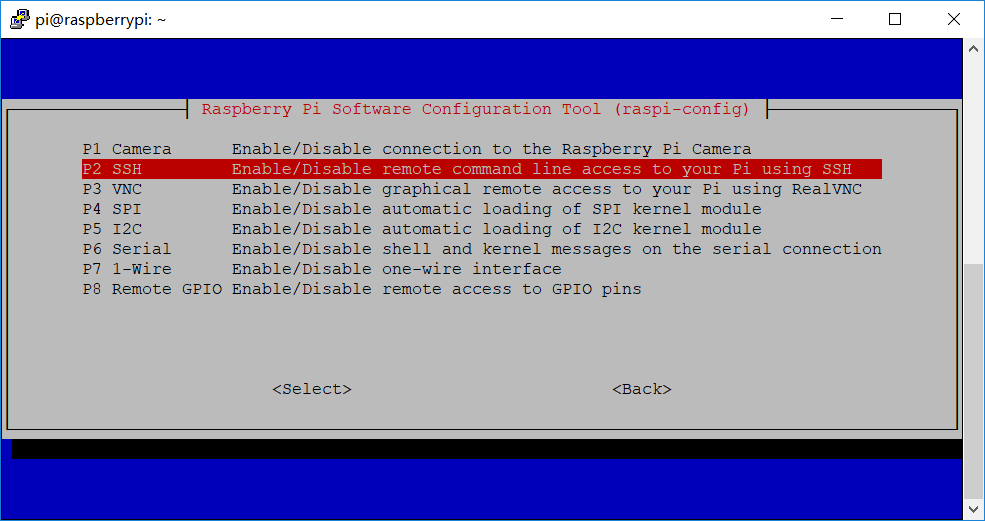 pi@raspberrypi: ~
Raspberry Pi Software Configuration Tool (raspi-config)
P1 Camera Enable/Disable connection to the Raspberry Pi Camera
P2 SSH Enable/Disable remote command line access to your Pi using SSH
P3 VNC Enable/Disable graphical remote access to your Pi using RealVNC
P4 SPI Enable/Disable automatic loading of SPI kernel module
P5 I2C Enable/Disable automatic loading of I2C kernel module
P6 Serial Enable/Disable shell and kernel messages on the serial connection
P7 1-Wire Enable/Disable one-wire interface
P8 Remote GPIO Enable/Disable remote access to GPIO pins
<Select> <Back>